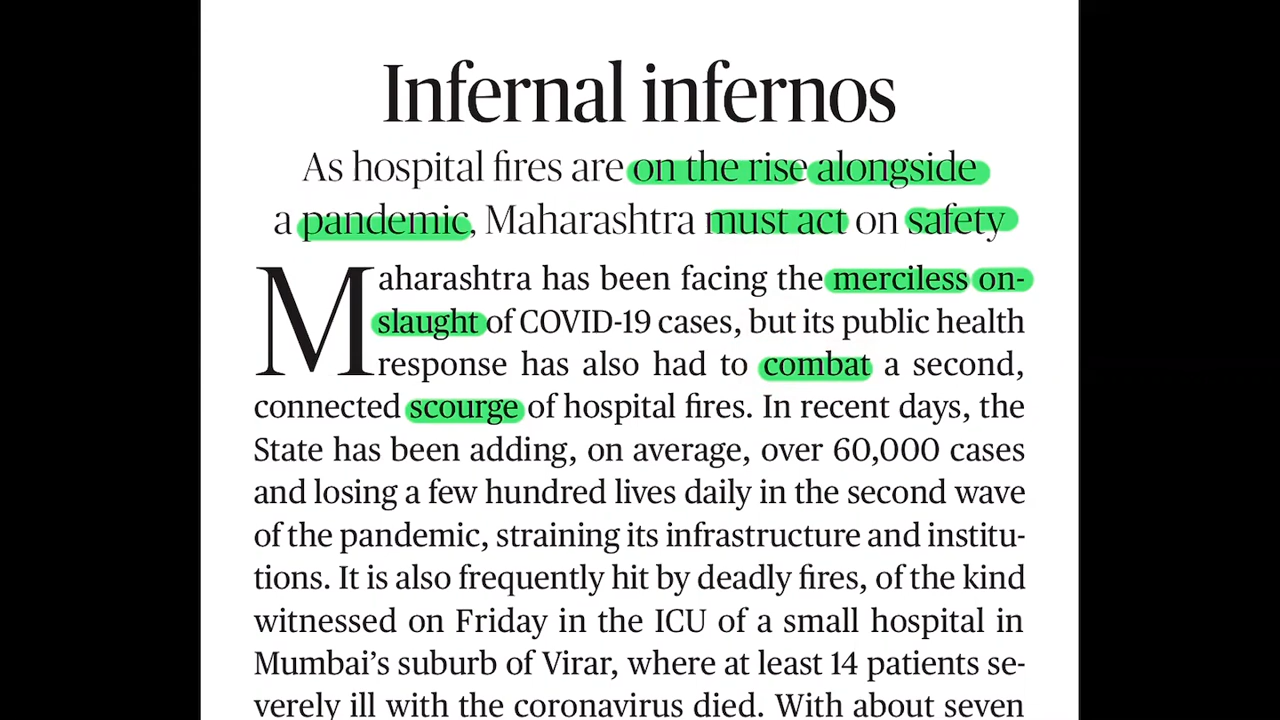 Infernal infernos
As hospital fires are on the rise alongside
a pandemic, Maharashtra must act on safety
Maharashtra has been facing the merciless on-
slaught of COVID-19 cases, but its public health
response has also had to combat a second,
connected scourge of hospital fires. In recent days, the
State has been adding, on average, over 60,000 cases
and losing a few hundred lives daily in the second wave
of the pandemic, straining its infrastructure and institu-
tions. It is also frequently hit by deadly fires, of the kind
witnessed on Friday in the ICU of a small hospital in
Mumbai’s suburb of Virar, where at least 14 patients se-
verely ill with the coronavirus died. With about seven